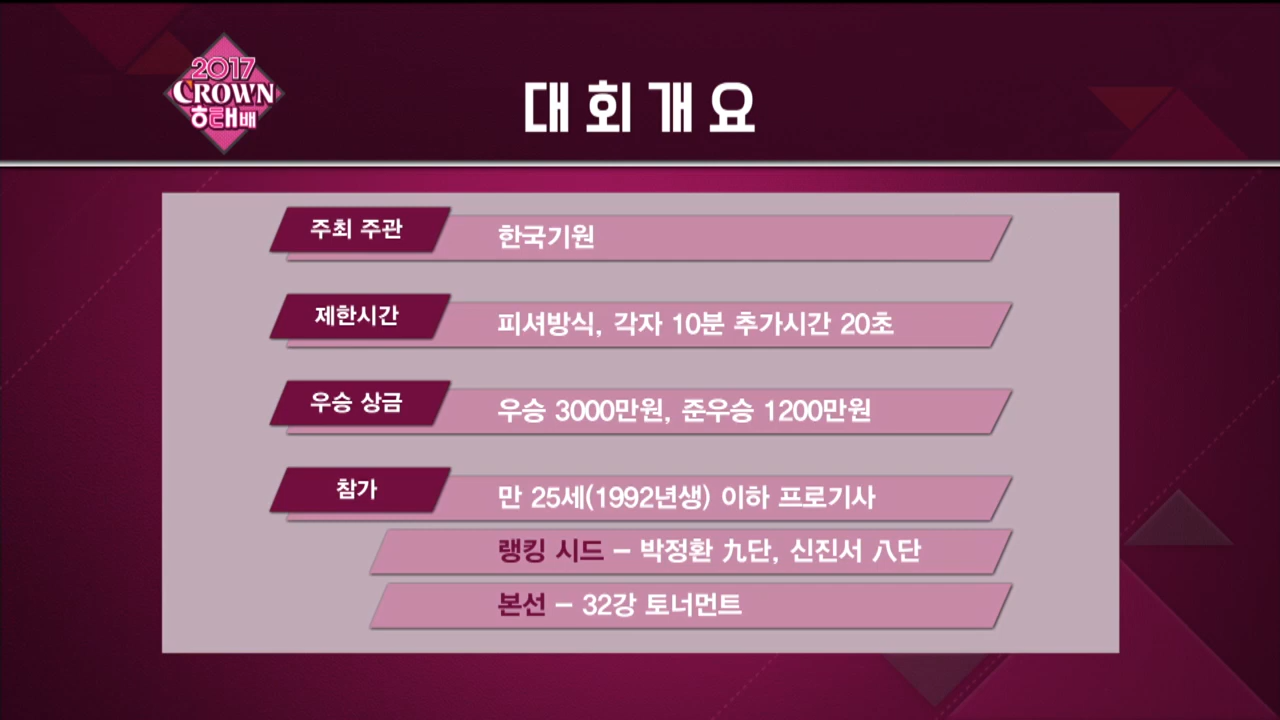 2017
CROWN
해태배
대회개요
주최 주관
한국기원
제한시간
피셔방식, 각자 10분 추가시간 20초
우승 상금
우승 3000만원, 준우승 1200만원
참가
만 25세(1992년생) 이하 프로기사
랭킹 시드 – 박정환 九단, 신진서 八단
본선 – 32강 토너먼트